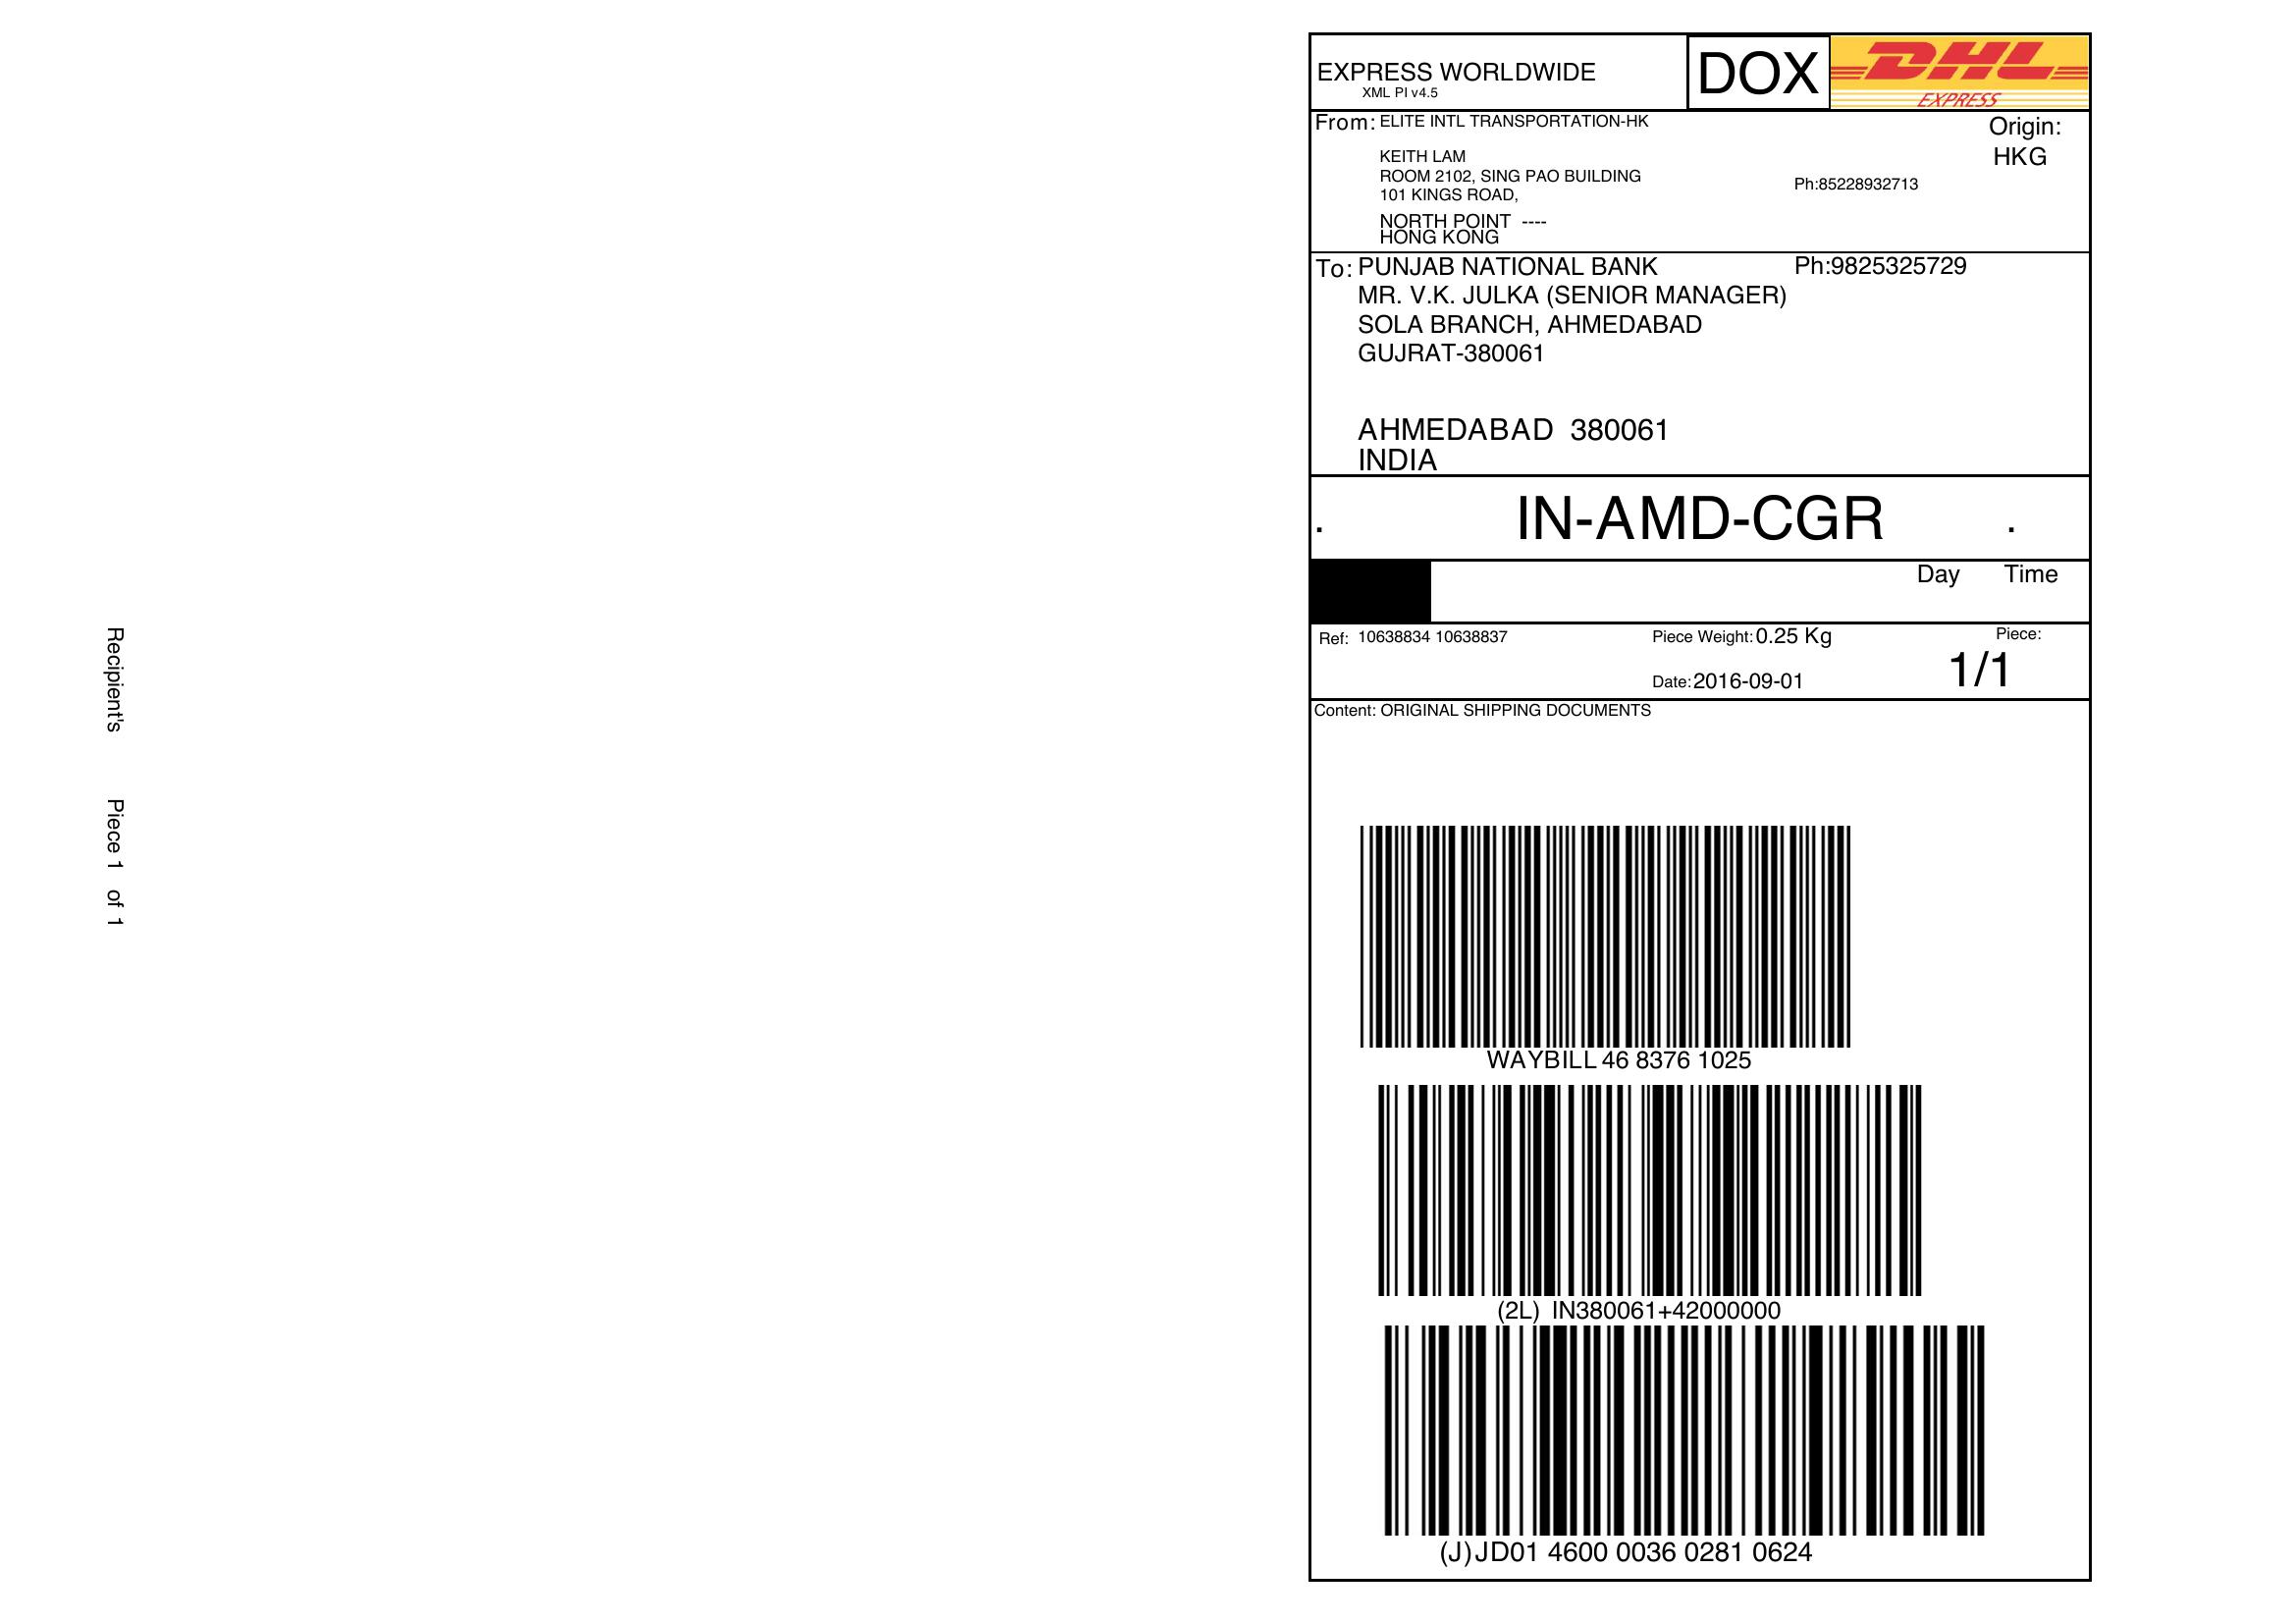 EXPRESS WORLDWIDE
XML PI v4.5
DOX
DHL
EXPRESS
From: ELITE INTL TRANSPORTATION-HK
Origin:
HKG
KEITH LAM
ROOM 2102, SING PAO BUILDING
Ph:85228932713
101 KINGS ROAD,
NORTH POINT ----
HONG KONG
To: PUNJAB NATIONAL BANK Ph:9825325729
MR. V.K. JULKA (SENIOR MANAGER)
SOLA BRANCH, AHMEDABAD
GUJRAT-380061
AHMEDABAD 380061
INDIA
. IN-AMD-CGR .
Day Time
Ref: 10638834 10638837 Piece Weight: 0.25 Kg Piece:
Date: 2016-09-01 1/1
Content: ORIGINAL SHIPPING DOCUMENTS
WAYBILL 46 8376 1025
(2L) IN380061+42000000
(J) JD01 4600 0036 0281 0624
Recipient's Piece 1 of 1